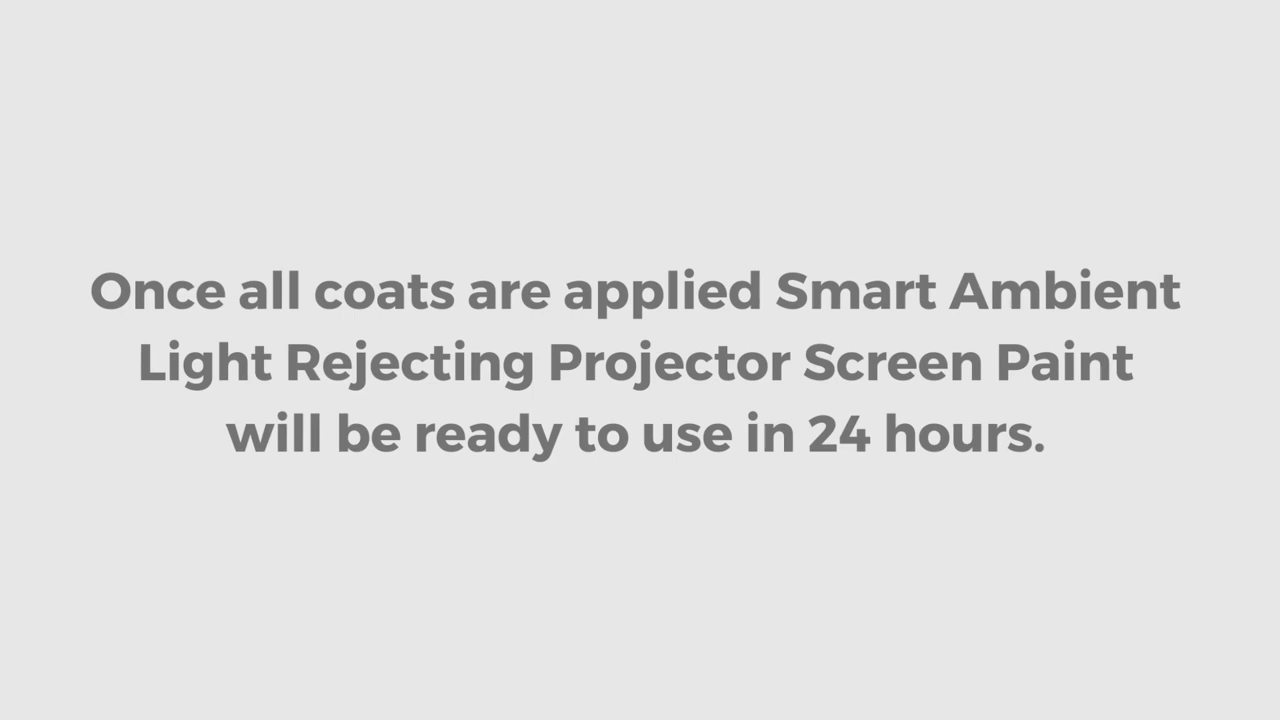 Once all coats are applied Smart Ambient
Light Rejecting Projector Screen Paint
will be ready to use in 24 hours.